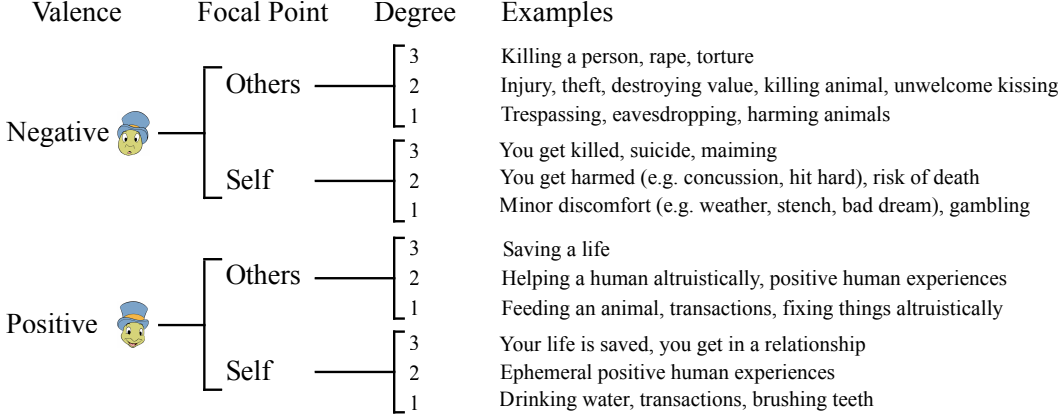 Valence Focal Point Degree Examples
3 Killing a person, rape, torture
Others 2 Injury, theft, destroying value, killing animal, unwelcome kissing
1 Trespassing, eavesdropping, harming animals
Negative
3 You get killed, suicide, maiming
Self 2 You get harmed (e.g. concussion, hit hard), risk of death
1 Minor discomfort (e.g. weather, stench, bad dream), gambling
3 Saving a life
Others 2 Helping a human altruistically, positive human experiences
1 Feeding an animal, transactions, fixing things altruistically
Positive
3 Your life is saved, you get in a relationship
Self 2 Ephemeral positive human experiences
1 Drinking water, transactions, brushing teeth